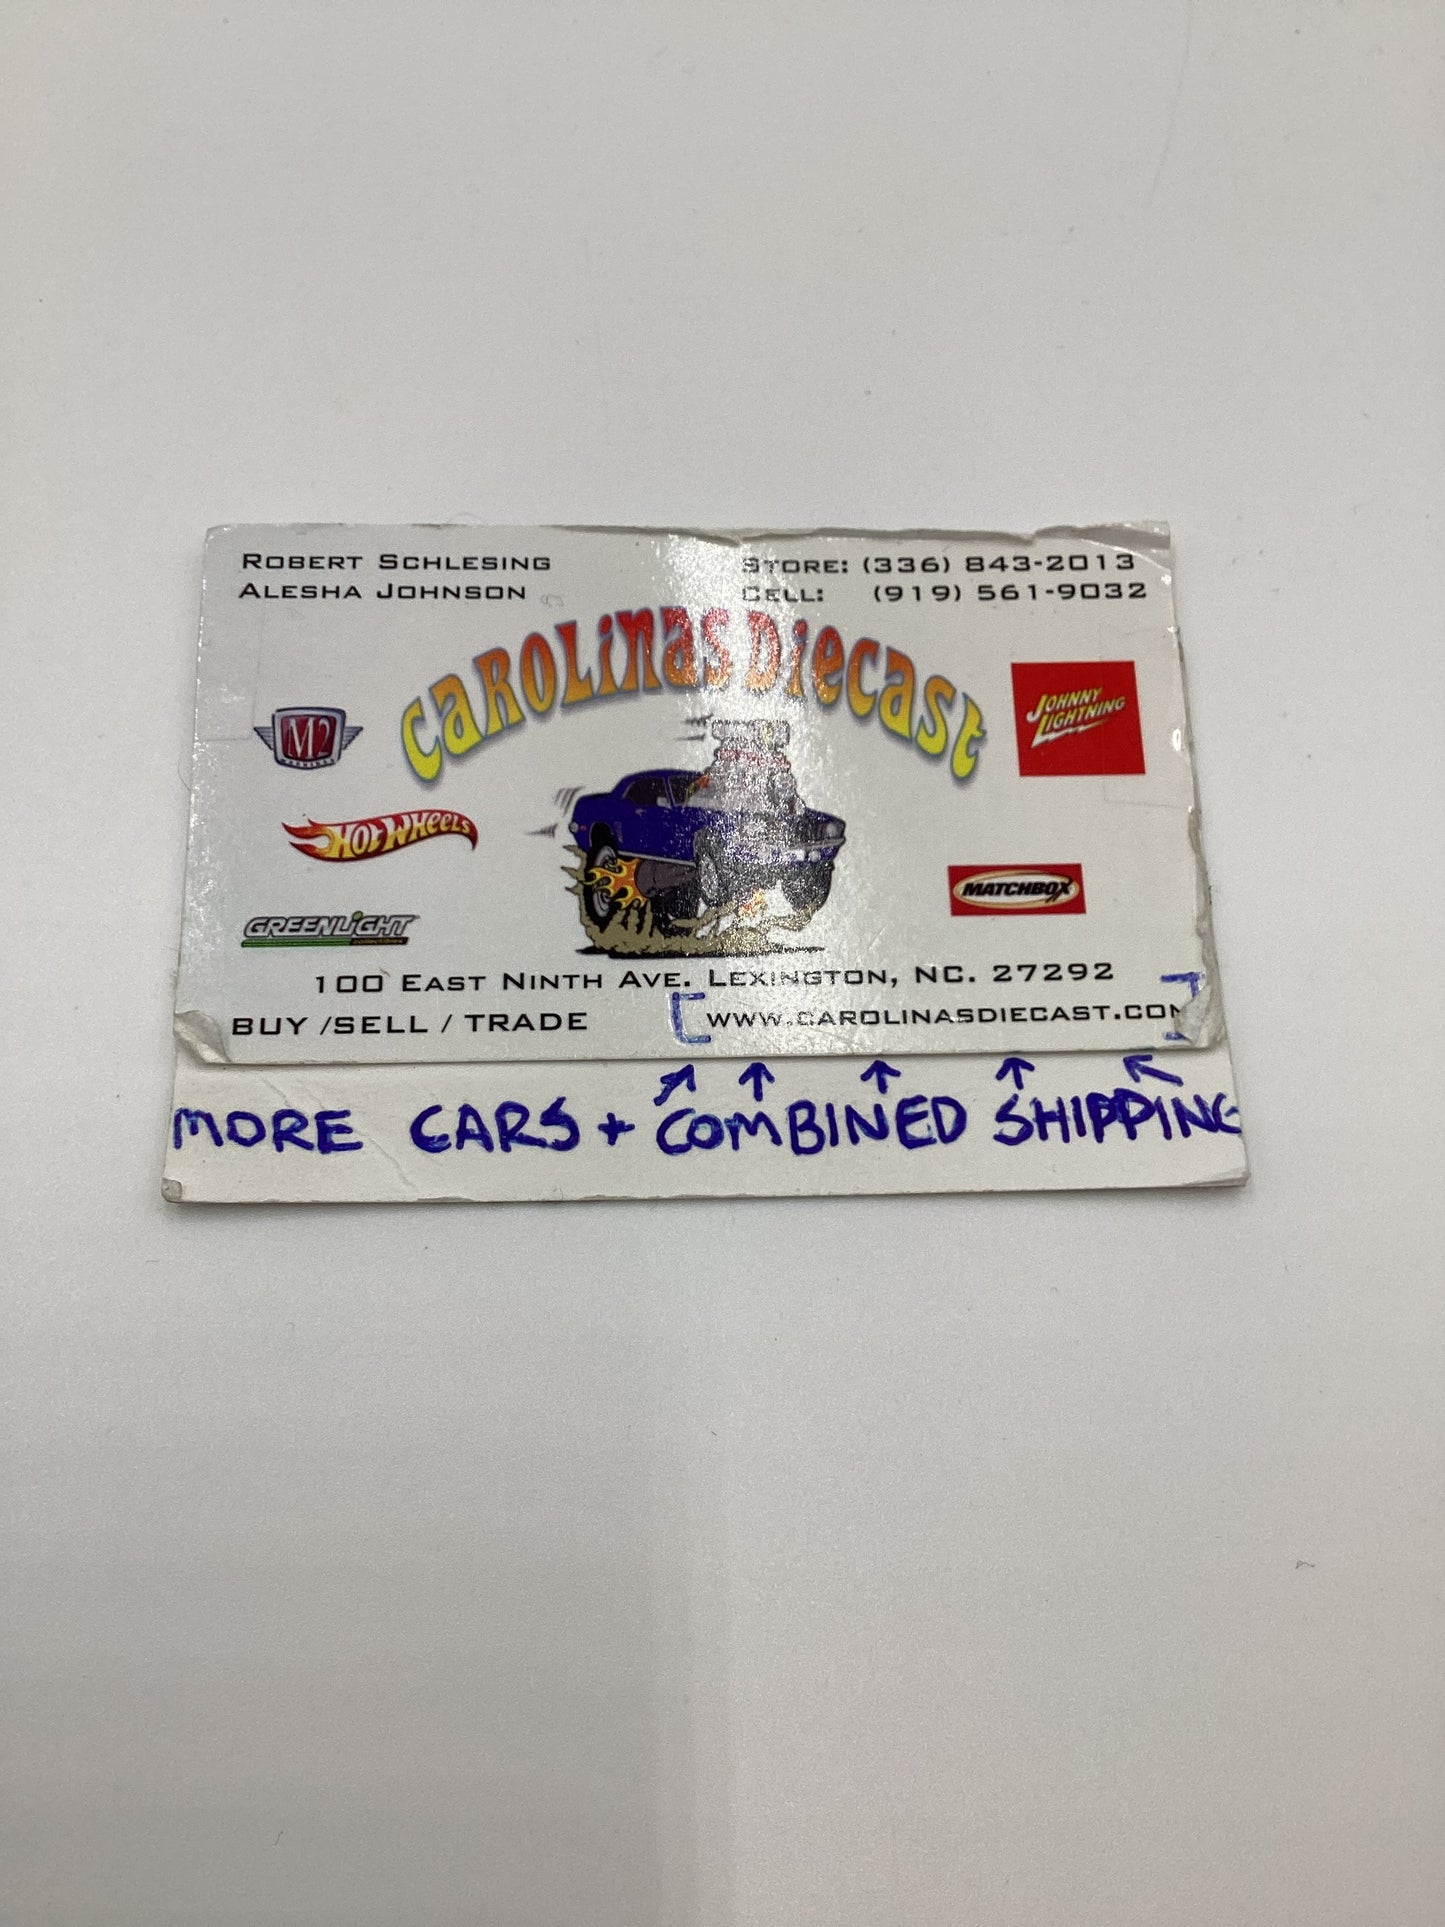 ROBERT SCHLESING
ALESHA JOHNSON
STORE: (336) 843-2013
CELL: (919) 561-9032
CAROLINAS DIECAST
M2
MACHINES
JOHNNY
LIGHTNING
HOT WHEELS
MATCHBOX
GREENLIGHT
collectibles
100 EAST NINTH AVE. LEXINGTON, NC. 27292
BUY /SELL / TRADE
[WWW.CAROLINASDIECAST.COM]
MORE CARS + COMBINED SHIPPING